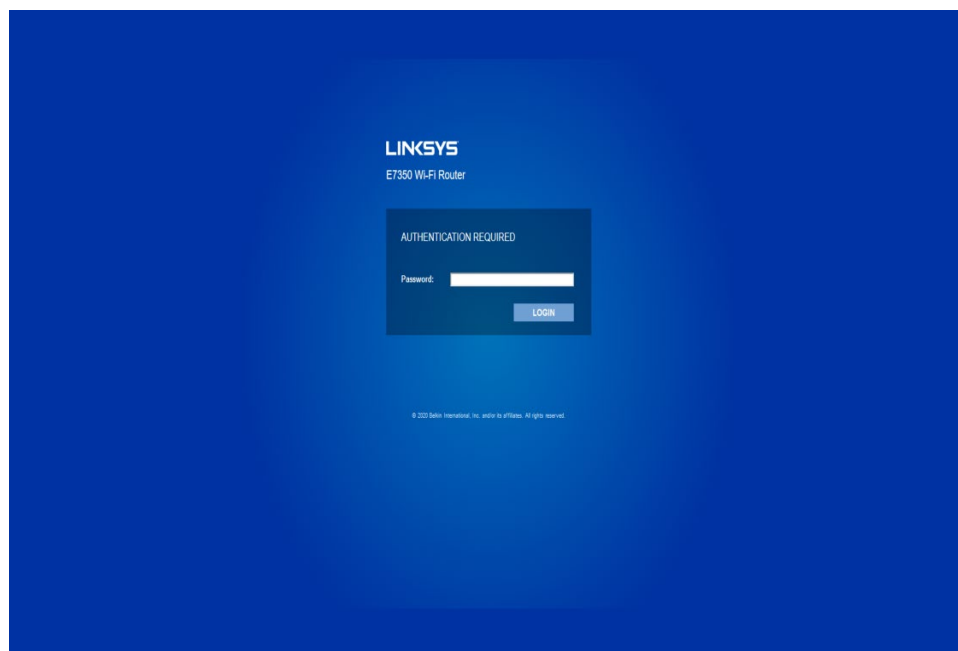 LINKSYS
E7350 Wi-Fi Router
AUTHENTICATION REQUIRED
Password:
LOGIN
© 2020 Belkin International, Inc. and/or its affiliates. All rights reserved.